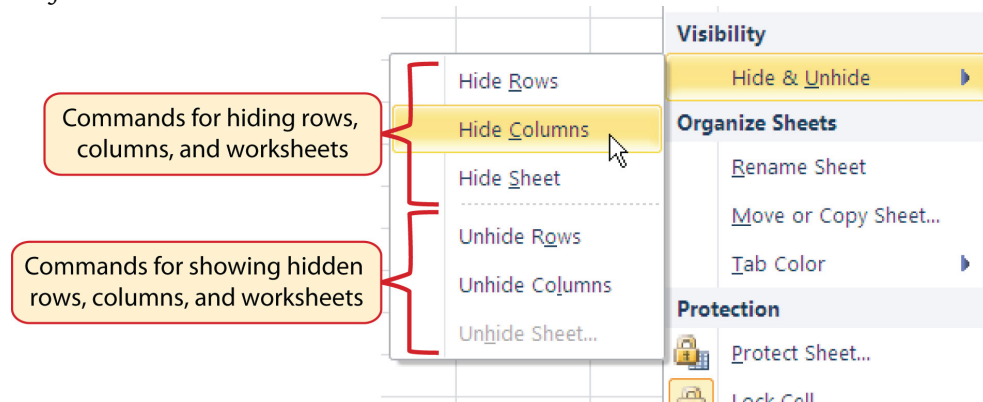 Commands for hiding rows,
columns, and worksheets
Commands for showing hidden
rows, columns, and worksheets
Hide Rows
Hide Columns
Hide Sheet
Unhide Rows
Unhide Columns
Unhide Sheet...
Visibility
Hide & Unhide
Organize Sheets
Rename Sheet
Move or Copy Sheet...
Tab Color
Protection
Protect Sheet...
Lock Cell